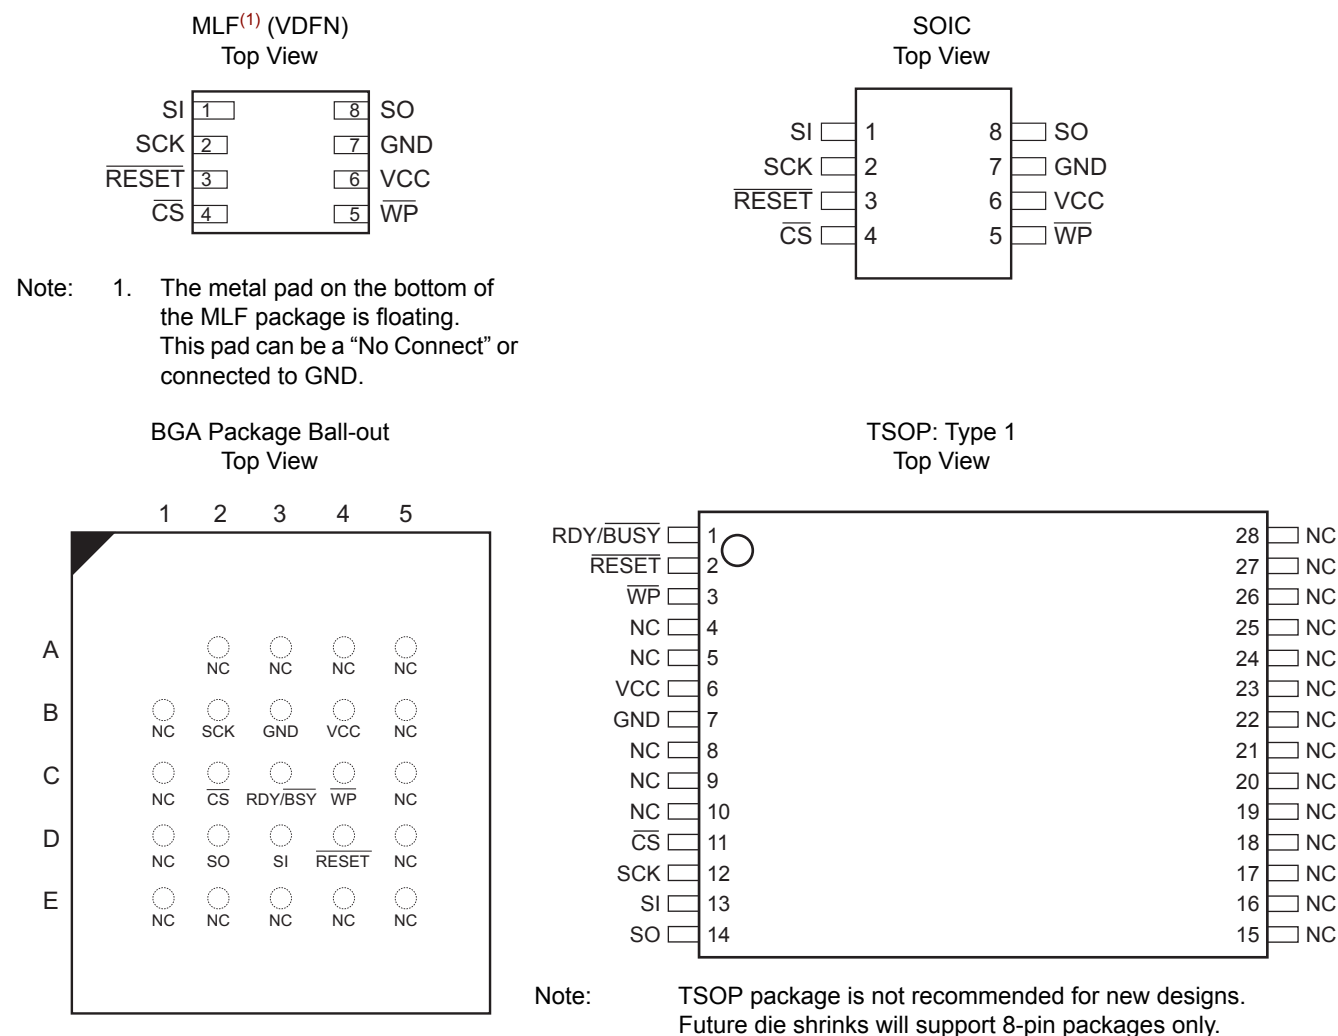 MLF(1) (VDFN)
Top View
SI 1 8 SO
SCK 2 7 GND
RESET 3 6 VCC
CS 4 5 WP
Note: 1. The metal pad on the bottom of
the MLF package is floating.
This pad can be a “No Connect” or
connected to GND.
SOIC
Top View
SI 1 8 SO
SCK 2 7 GND
RESET 3 6 VCC
CS 4 5 WP
BGA Package Ball-out
Top View
1 2 3 4 5
A
NC NC NC NC
B
NC SCK GND VCC NC
C
NC CS RDY/BSY WP NC
D
NC SO SI RESET NC
E
NC NC NC NC NC
TSOP: Type 1
Top View
RDY/BUSY 1 28 NC
RESET 2 27 NC
WP 3 26 NC
NC 4 25 NC
NC 5 24 NC
VCC 6 23 NC
GND 7 22 NC
NC 8 21 NC
NC 9 20 NC
NC 10 19 NC
CS 11 18 NC
SCK 12 17 NC
SI 13 16 NC
SO 14 15 NC
Note: TSOP package is not recommended for new designs.
Future die shrinks will support 8-pin packages only.